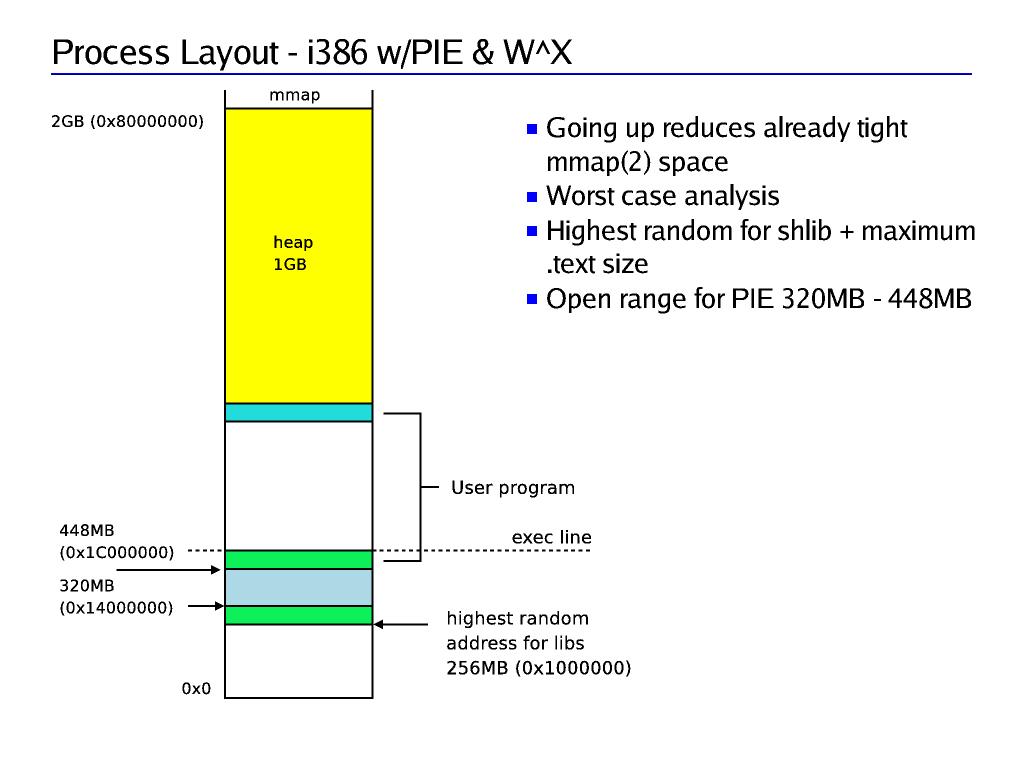 Process Layout - i386 w/PIE & W^X
mmap
2GB (0x80000000)
heap
1GB
User program
exec line
448MB
(0x1C000000)
320MB
(0x14000000)
highest random
address for libs
256MB (0x1000000)
0x0
Going up reduces already tight
mmap(2) space
Worst case analysis
Highest random for shlib + maximum
.text size
Open range for PIE 320MB - 448MB